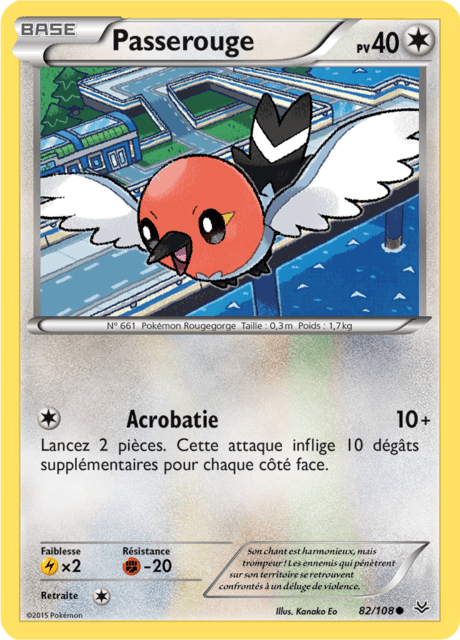 BASE
Passerouge
PV40
N° 661 Pokémon Rougegorge Taille : 0,3m Poids : 1,7kg
Acrobatie 10+
Lancez 2 pièces. Cette attaque inflige 10 dégâts
supplémentaires pour chaque côté face.
Faiblesse Résistance
×2 -20
Retraite
Son chant est harmonieux, mais
trompeur ! Les ennemis qui pénètrent
sur son territoire se retrouvent
confrontés à un déluge de violence.
©2015 Pokémon Illus. Kanako Eo 82/108